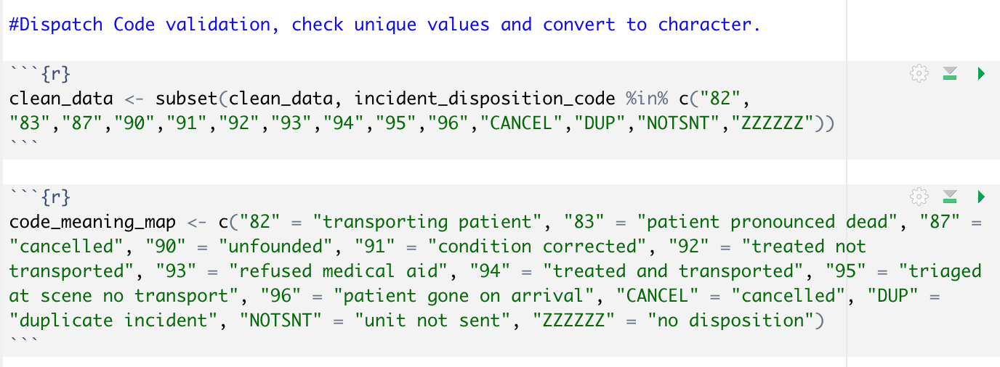 #Dispatch Code validation, check unique values and convert to character.
```{r}
clean_data <- subset(clean_data, incident_disposition_code %in% c("82",
"83","87","90","91","92","93","94","95","96","CANCEL","DUP","NOTSNT","ZZZZZZ"))
```
```{r}
code_meaning_map <- c("82" = "transporting patient", "83" = "patient pronounced dead", "87" =
"cancelled", "90" = "unfounded", "91" = "condition corrected", "92" = "treated not
transported", "93" = "refused medical aid", "94" = "treated and transported", "95" = "triaged
at scene no transport", "96" = "patient gone on arrival", "CANCEL" = "cancelled", "DUP" =
"duplicate incident", "NOTSNT" = "unit not sent", "ZZZZZZ" = "no disposition")
```